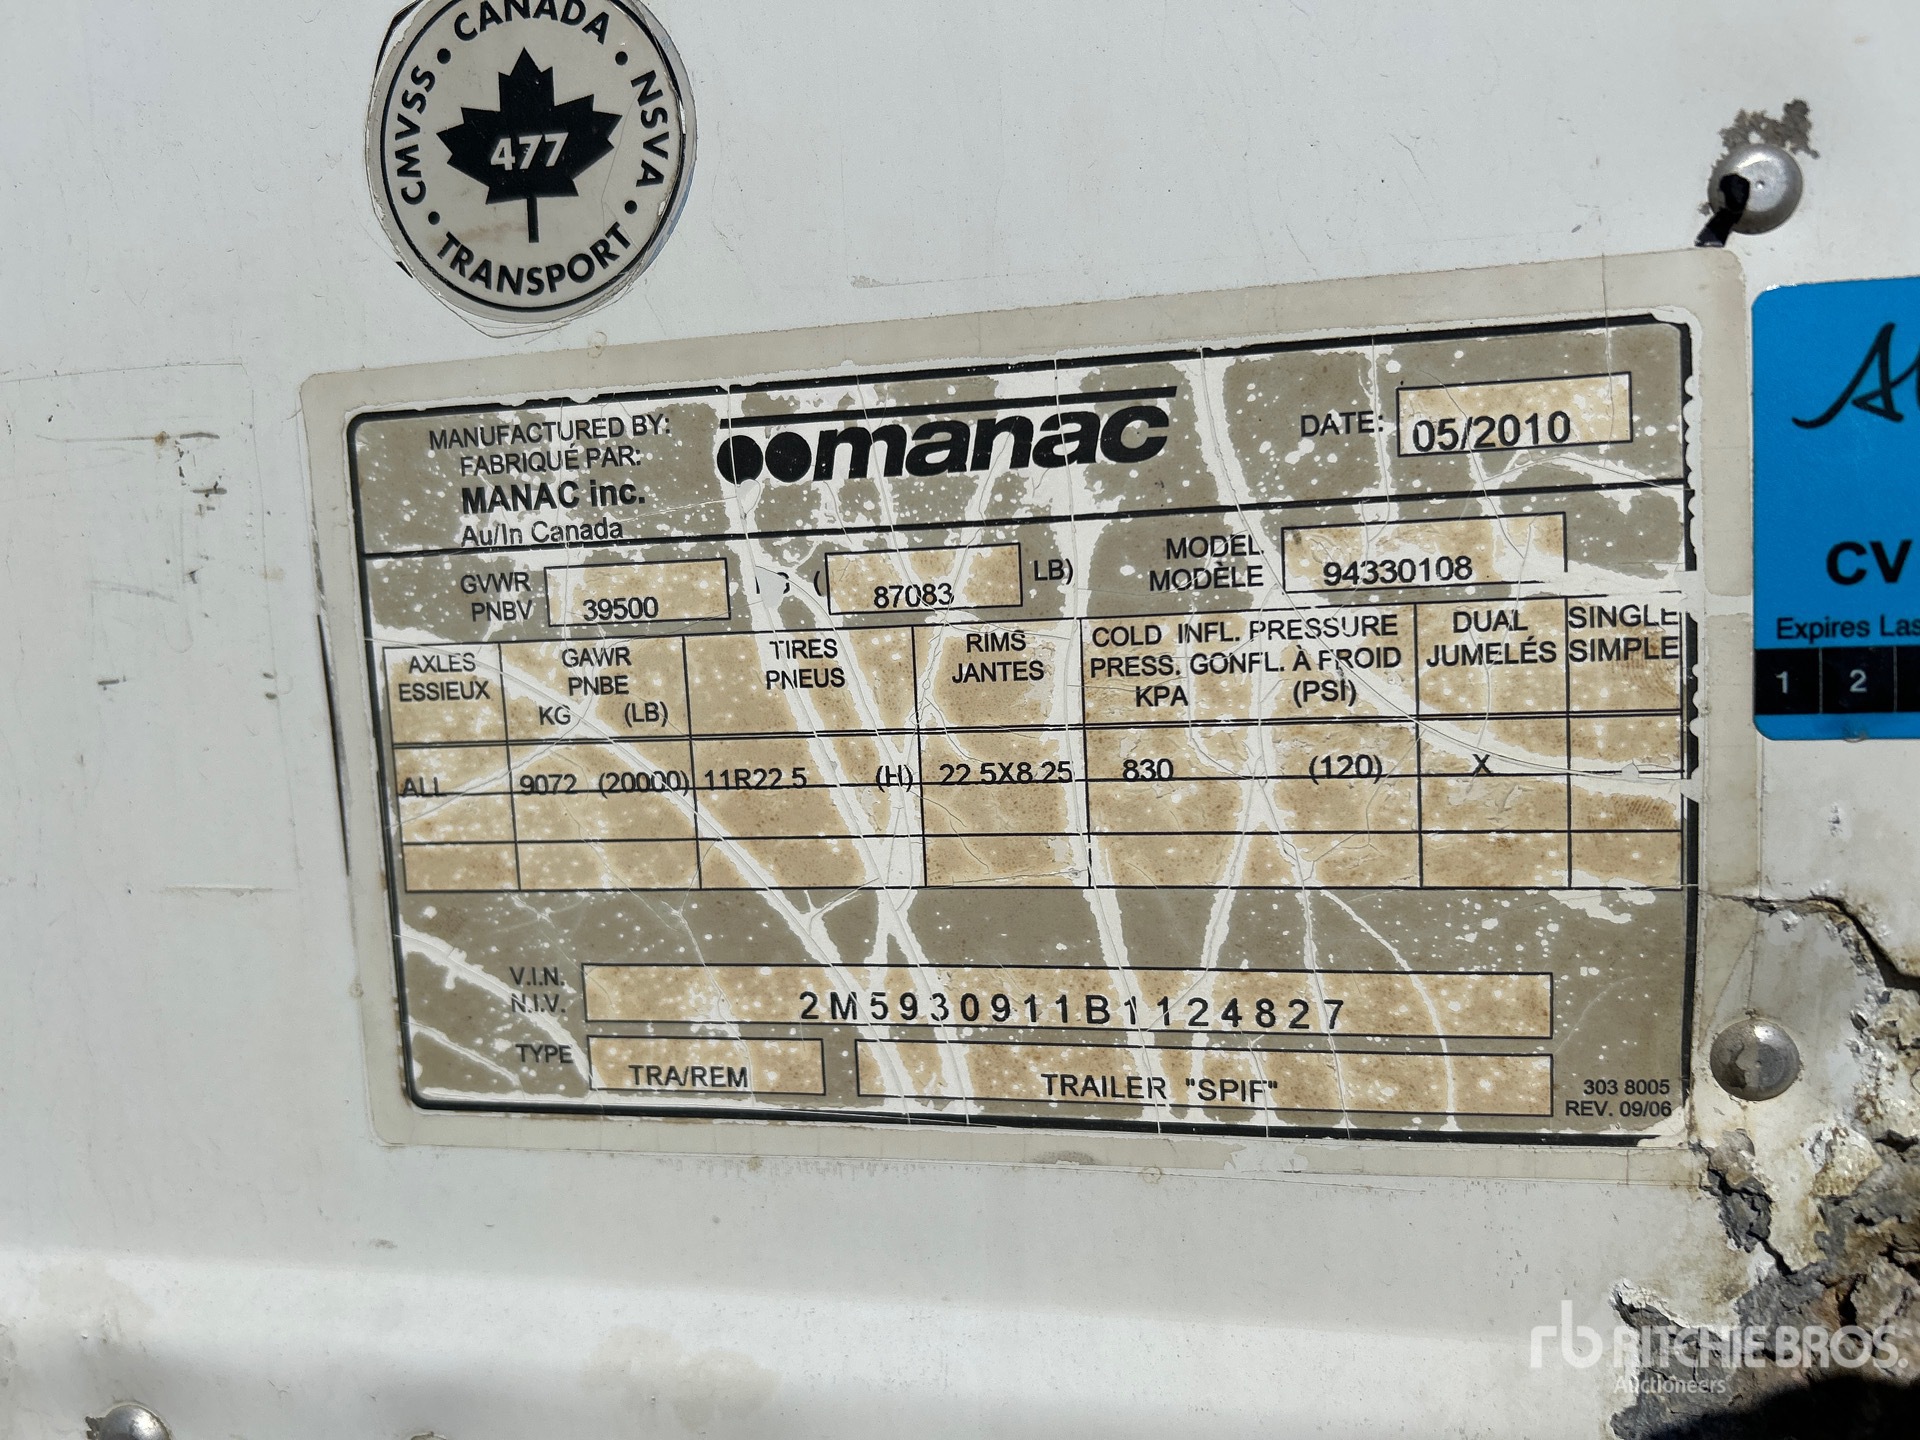 CANADA
CMVSS • NSVA
477
TRANSPORT
MANUFACTURED BY:
FABRIQUÉ PAR:
MANAC inc.
Au/In Canada
manac
DATE: 05/2010
GVWR
PNBV
39500
( 87083 LB)
MODEL
MODÈLE
94330108
AXLES
ESSIEUX
GAWR
PNBE
KG (LB)
TIRES
PNEUS
RIMS
JANTES
COLD INFL. PRESSURE
PRESS. GONFL. À FROID
KPA (PSI)
DUAL
JUMELÉS
SINGLE
SIMPLE
ALL 9072 (20000) 11R22.5 (H) 22.5X8.25 830 (120) X
V.I.N.
N.I.V.
2M5930911B1124827
TYPE TRA/REM TRAILER "SPIF"
303 8005
REV. 09/06
CV
Expires Las
1 2
rb RITCHIE BROS.
Auctioneers